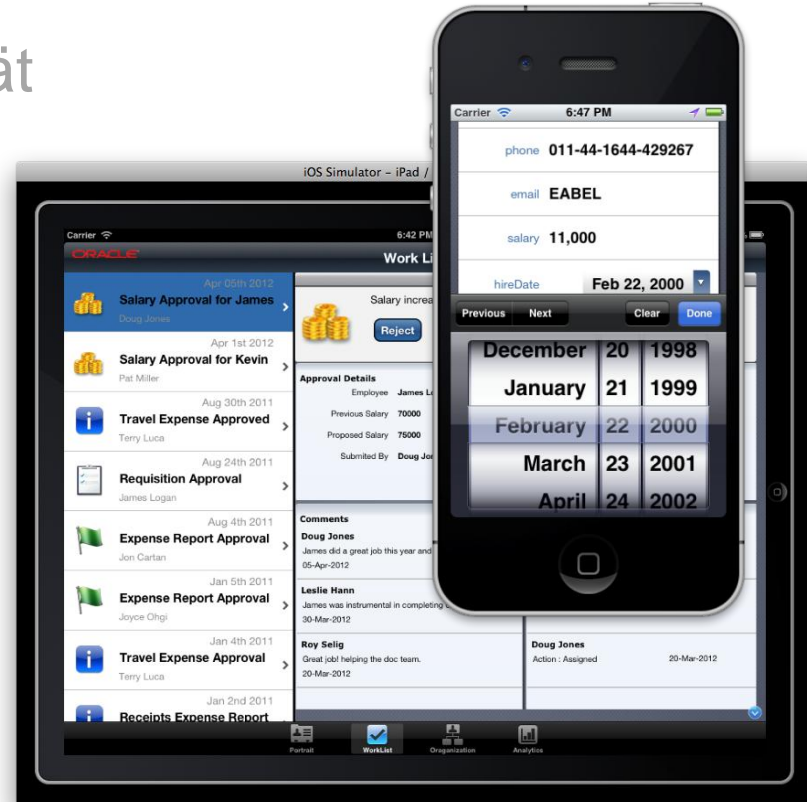 ät
iOS Simulator – iPad /
Carrier
6:42 PM
ORACLE
Work Li
Apr 05th 2012
Salary Approval for James
Doug Jones
Apr 1st 2012
Salary Approval for Kevin
Pat Miller
Aug 30th 2011
Travel Expense Approved
Terry Luca
Aug 24th 2011
Requisition Approval
James Logan
Aug 4th 2011
Expense Report Approval
Jon Cartan
Jan 5th 2011
Expense Report Approval
Joyce Ohgi
Jan 4th 2011
Travel Expense Approval
Terry Luca
Jan 2nd 2011
Receipts Expense Report
Salary increa
Reject
Approval Details
Employee James Lo
Previous Salary 70000
Proposed Salary 75000
Submited By Doug Jon
Comments
Doug Jones
James did a great job this year and
05-Apr-2012
Leslie Hann
James was instrumental in completing
30-Mar-2012
Roy Selig
Great job! helping the doc team.
20-Mar-2012
Doug Jones
Action : Assigned 20-Mar-2012
Portrait WorkList Oraganization Analytics
Carrier 6:47 PM
phone 011-44-1644-429267
email EABEL
salary 11,000
hireDate Feb 22, 2000
Previous Next Clear Done
December 20 1998
January 21 1999
February 22 2000
March 23 2001
April 24 2002